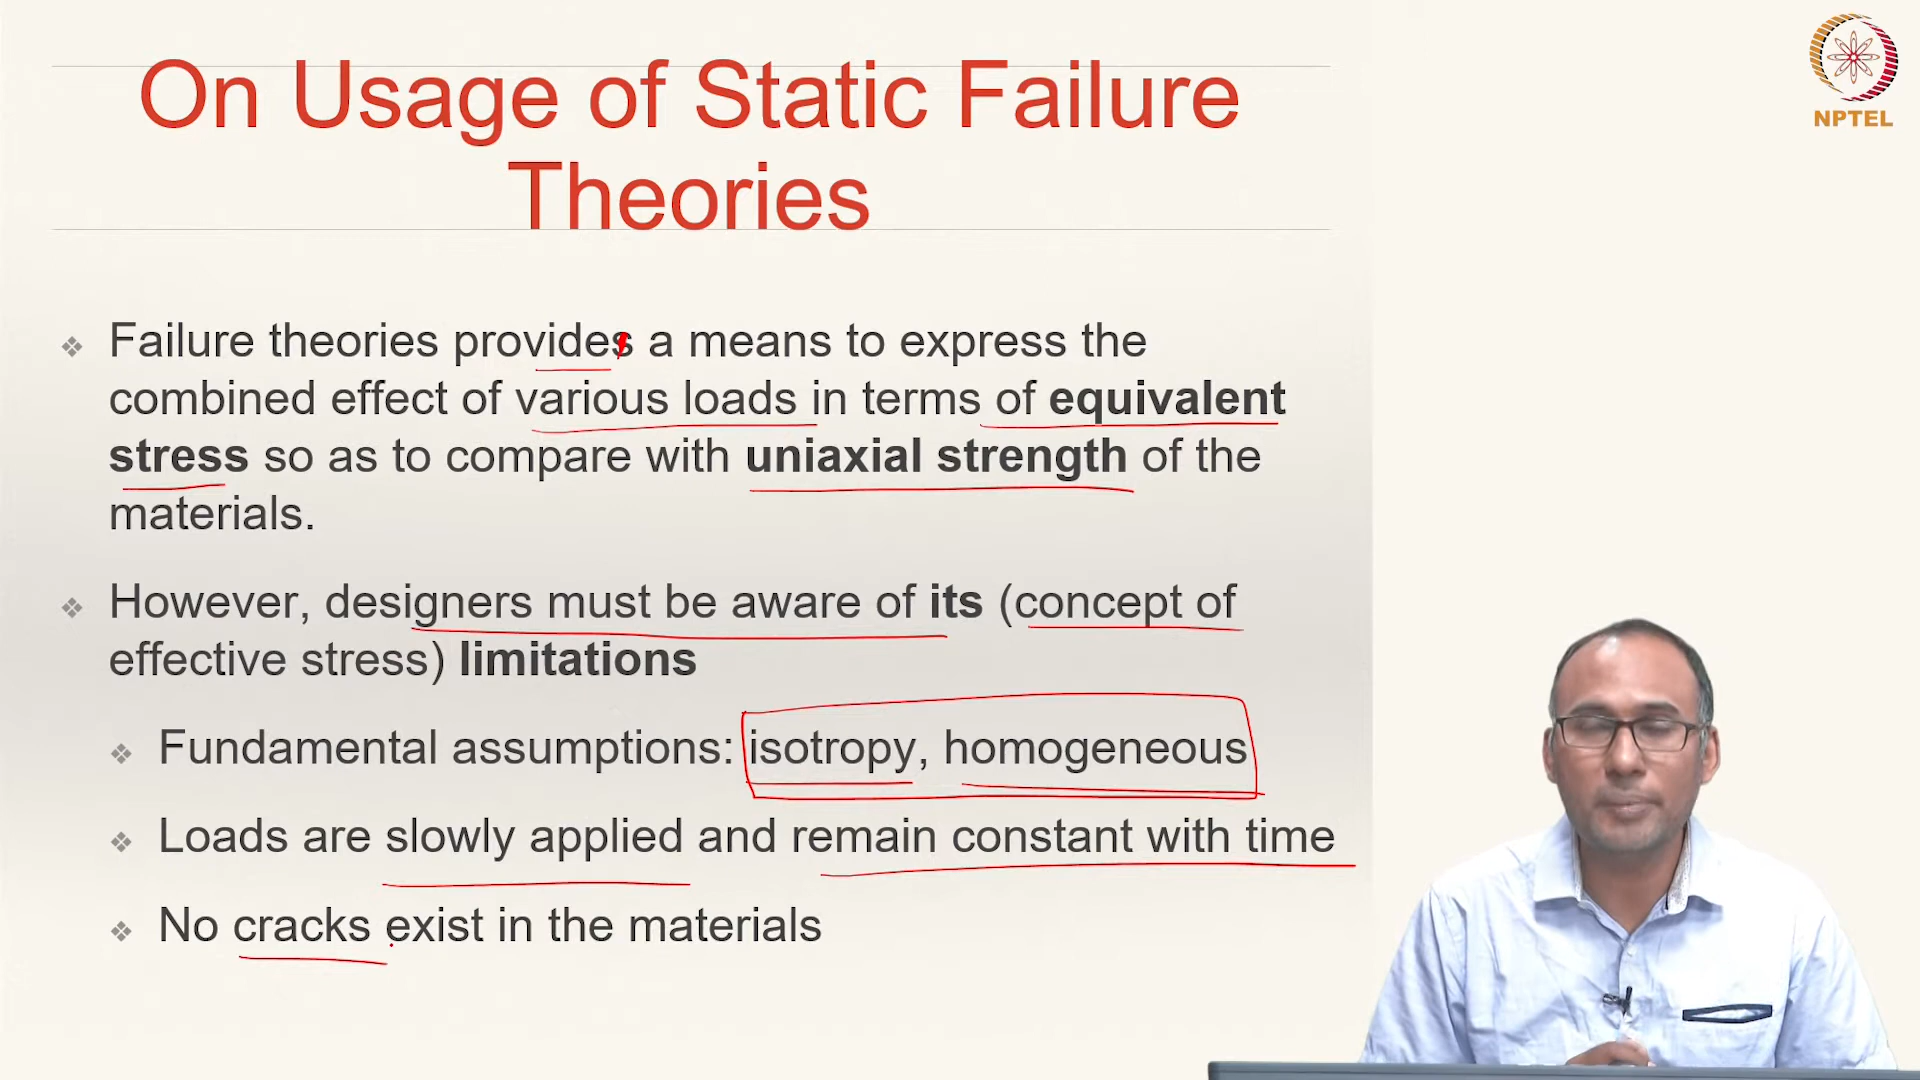 On Usage of Static Failure
Theories
NPTEL
Failure theories provides a means to express the
combined effect of various loads in terms of equivalent
stress so as to compare with uniaxial strength of the
materials.
However, designers must be aware of its (concept of
effective stress) limitations
Fundamental assumptions: isotropy, homogeneous
Loads are slowly applied and remain constant with time
No cracks exist in the materials